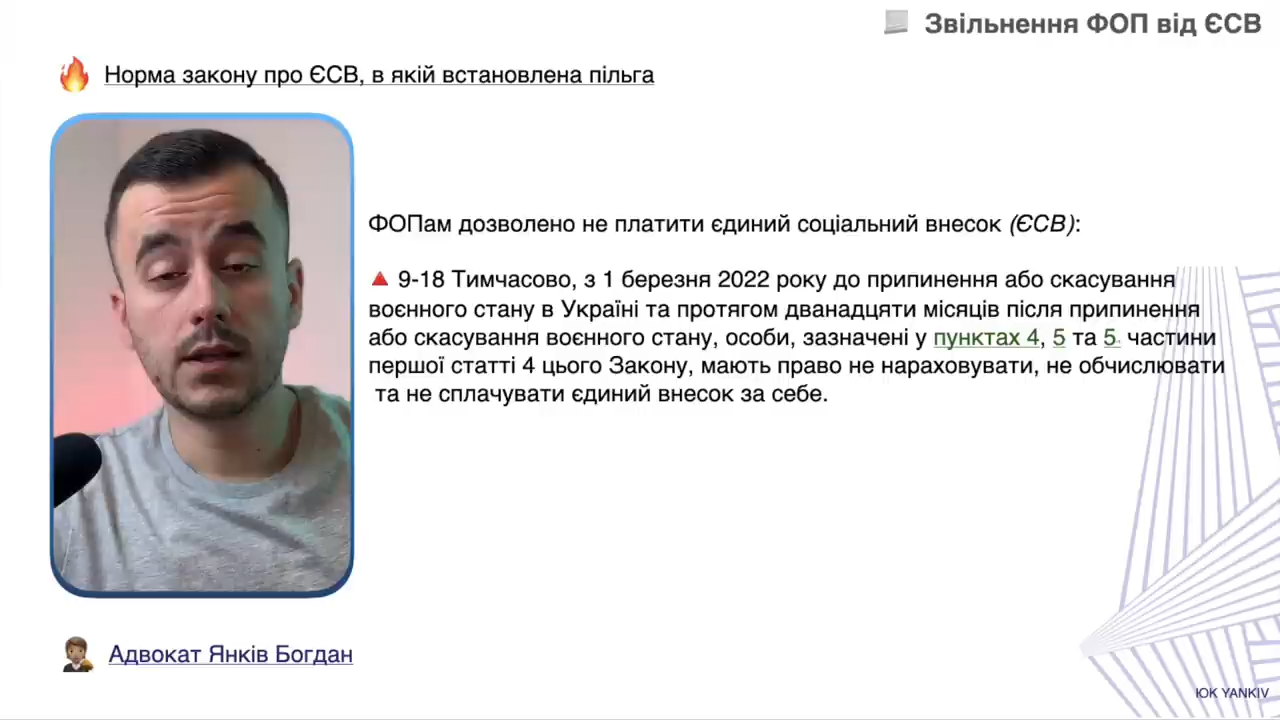 Звільнення ФОП від ЄСВ
Норма закону про ЄСВ, в якій встановлена пільга
ФОПам дозволено не платити єдиний соціальний внесок (ЄСВ):
9-18 Тимчасово, з 1 березня 2022 року до припинення або скасування
воєнного стану в Україні та протягом дванадцяти місяців після припинення
або скасування воєнного стану, особи, зазначені у пунктах 4, 5 та 5 частини
першої статті 4 цього Закону, мають право не нараховувати, не обчислювати
та не сплачувати єдиний внесок за себе.
Адвокат Янків Богдан
ЮК YANKIV